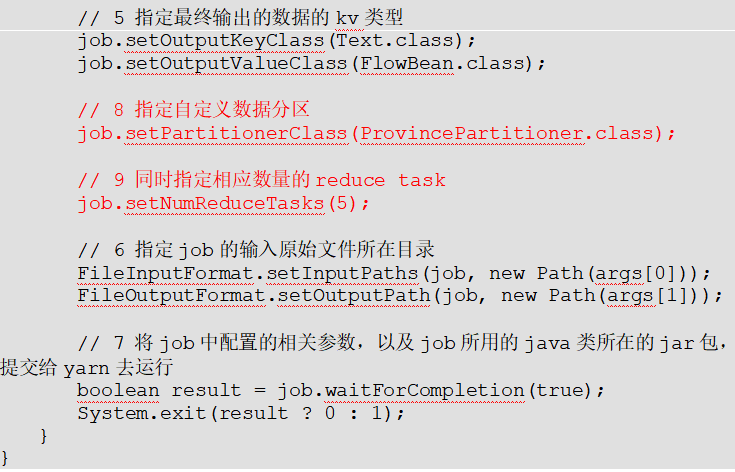 // 5 指定最终输出的数据的 kv 类型
job.setOutputKeyClass(Text.class);
job.setOutputValueClass(FlowBean.class);
// 8 指定自定义数据分区
job.setPartitionerClass(ProvincePartitioner.class);
// 9 同时指定相应数量的 reduce task
job.setNumReduceTasks(5);
// 6 指定 job 的输入原始文件所在目录
FileInputFormat.setInputPaths(job, new Path(args[0]));
FileOutputFormat.setOutputPath(job, new Path(args[1]));
// 7 将 job 中配置的相关参数，以及 job 所用的 java 类所在的 jar 包，
提交给 yarn 去运行
boolean result = job.waitForCompletion(true);
System.exit(result ? 0 : 1);
}
}